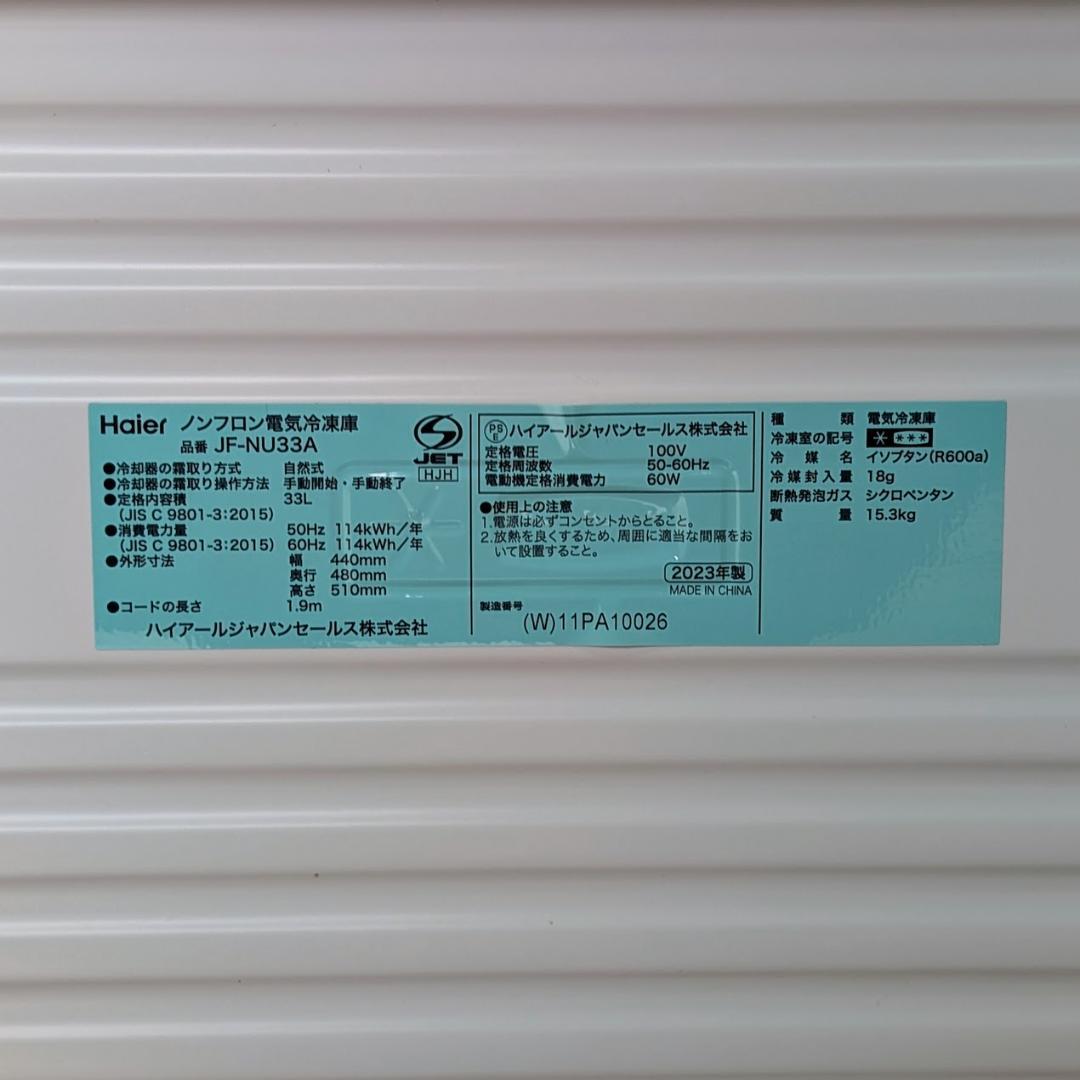 Haier ノンフロン電気冷凍庫
品番 JF-NU33A
●冷却器の霜取り方式 自然式
●冷却器の霜取り操作方法 手動開始・手動終了
●定格内容積 33L
(JIS C 9801-3:2015)
●消費電力量 50Hz 114kWh/年
(JIS C 9801-3:2015) 60Hz 114kWh/年
●外形寸法 幅 440mm
奥行 480mm
高さ 510mm
●コードの長さ 1.9m
ハイアールジャパンセールス株式会社
JET
HJH
PSE ハイアールジャパンセールス株式会社
定格電圧 100V
定格周波数 50-60Hz
電動機定格消費電力 60W
●使用上の注意
1.電源は必ずコンセントからとること。
2.放熱を良くするため、周囲に適当な間隔をお
いて設置すること。
2023年製
MADE IN CHINA
製造番号
(W)11PA10026
種類 電気冷凍庫
冷凍室の記号 * ***
冷媒名 イソブタン(R600a)
冷媒封入量 18g
断熱発泡ガス シクロペンタン
質量 15.3kg